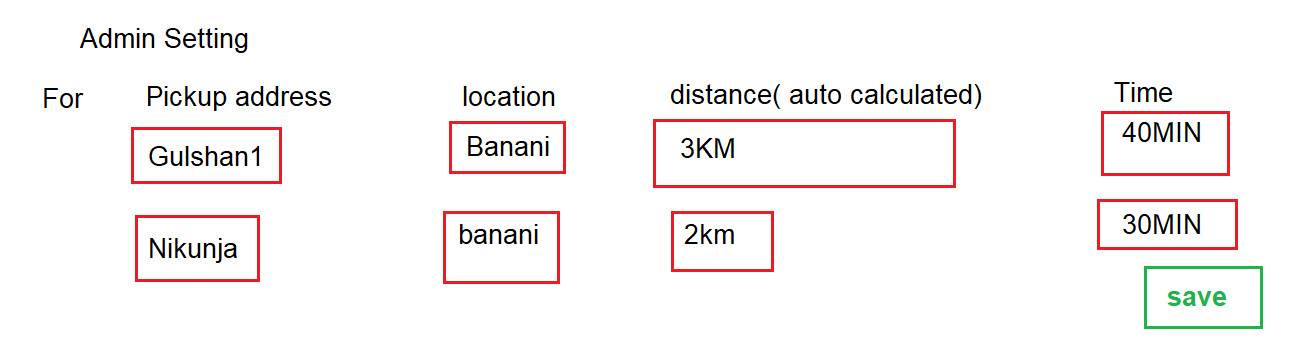 Admin Setting
For Pickup address location distance( auto calculated) Time
Gulshan1 Banani 3KM 40MIN
Nikunja banani 2km 30MIN
save